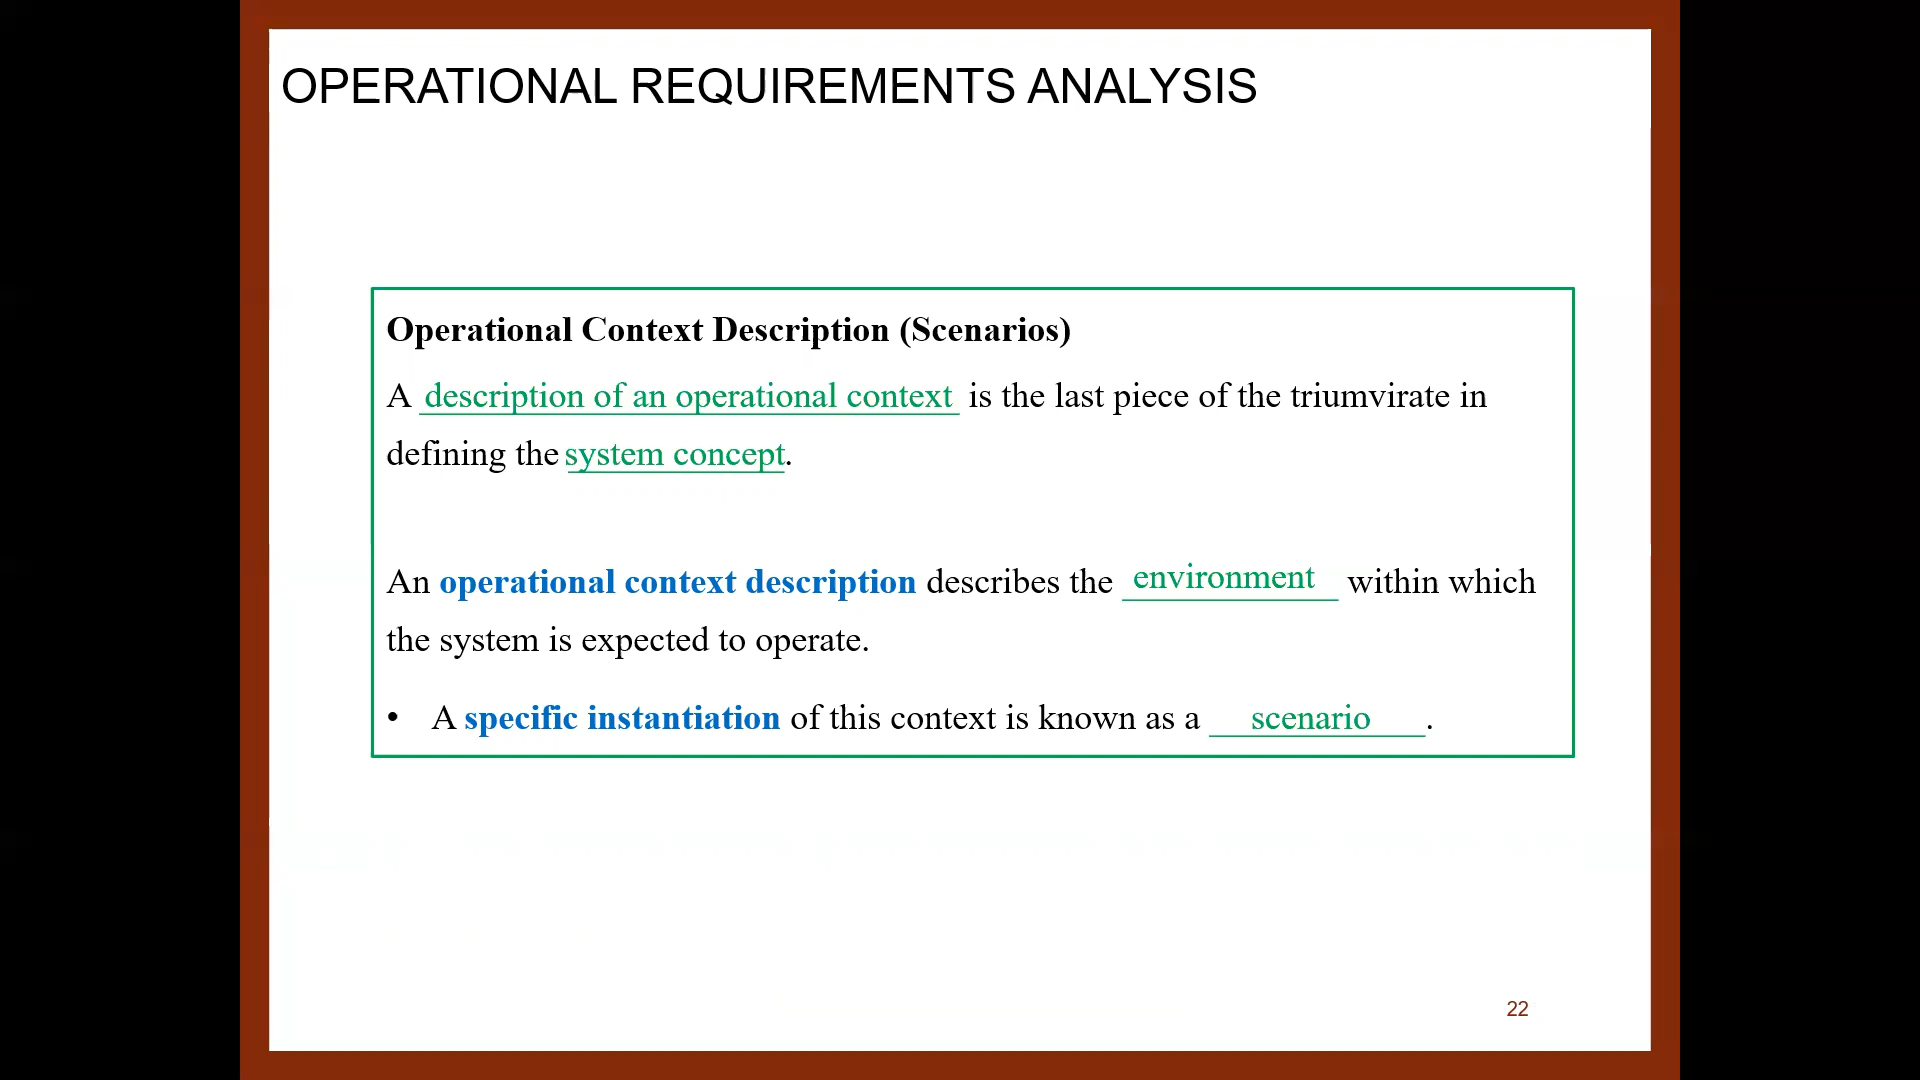 OPERATIONAL REQUIREMENTS ANALYSIS
Operational Context Description (Scenarios)
A description of an operational context is the last piece of the triumvirate in
defining the system concept.
An operational context description describes the environment within which
the system is expected to operate.
• A specific instantiation of this context is known as a scenario.
22